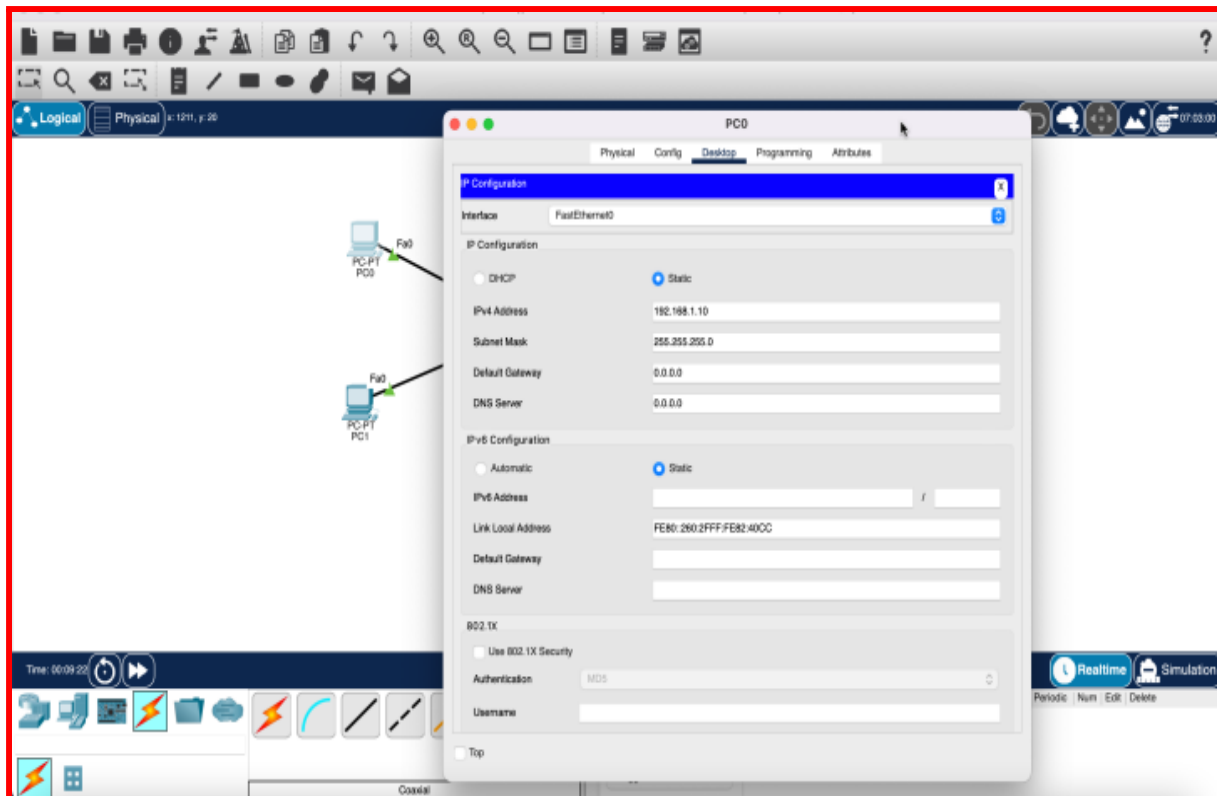 ?
Logical
Physical
x: 1211, y: 20
07:03:00
PC0
Physical Config Desktop Programming Attributes
IP Configuration
X
Interface FastEthernet0
IP Configuration
DHCP Static
IPv4 Address 192.168.1.10
Subnet Mask 255.255.255.0
Default Gateway 0.0.0.0
DNS Server 0.0.0.0
IPv6 Configuration
Automatic Static
IPv6 Address /
Link Local Address FE80::260:2FFF:FE82:40CC
Default Gateway
DNS Server
802.1X
Use 802.1X Security
Authentication MD5
Username
Top
Fa0
PC-PT
PC0
Fa0
PC-PT
PC1
Time: 00:09:22
Realtime Simulation
Periodic Num Edit Delete
Coaxial